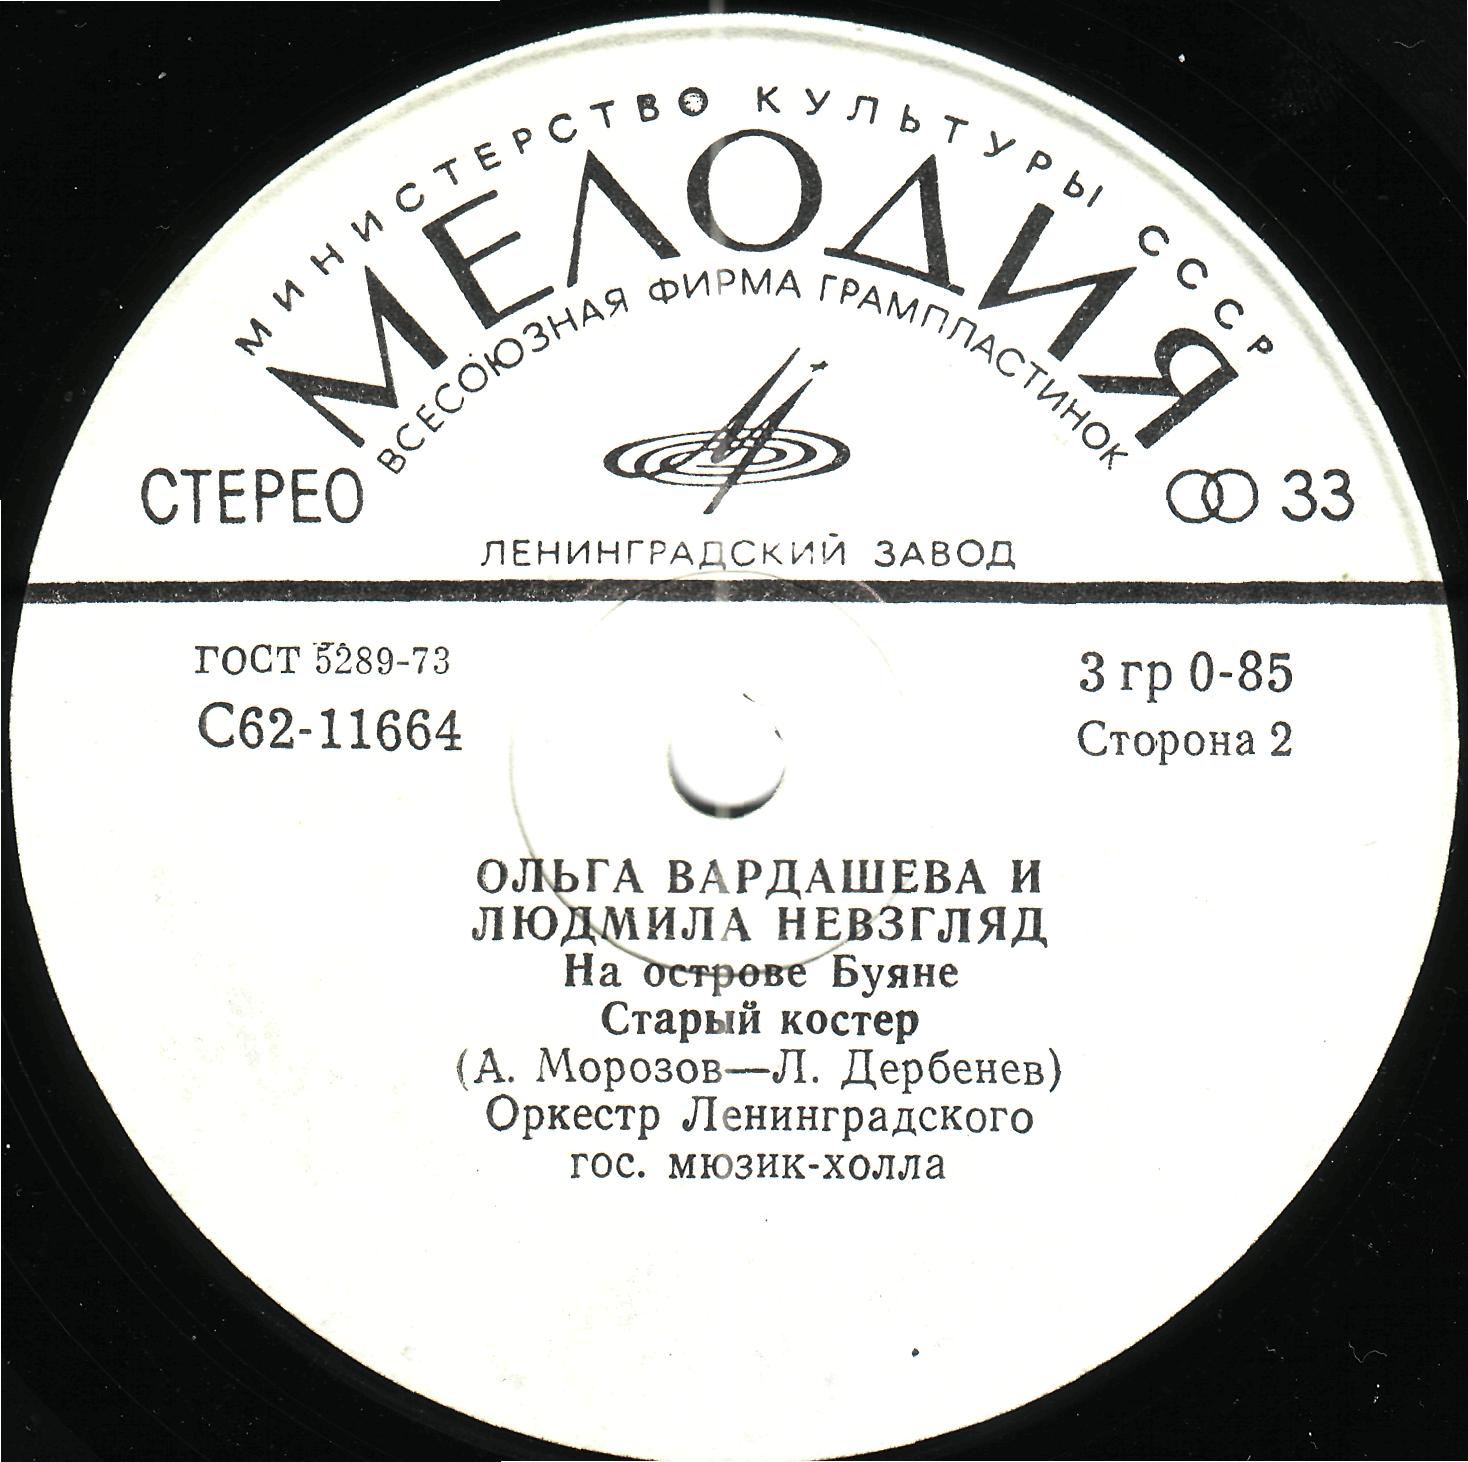 МИНИСТЕРСТВО КУЛЬТУРЫ СССР
МЕЛОДИЯ
ВСЕСОЮЗНАЯ ФИРМА ГРАМПЛАСТИНОК
СТЕРЕО
33
ЛЕНИНГРАДСКИЙ ЗАВОД
ГОСТ 5289-73
3 гр 0-85
С62-11664
Сторона 2
ОЛЬГА ВАРДАШЕВА И
ЛЮДМИЛА НЕВЗГЛЯД
На острове Буяне
Старый костер
(А. Морозов—Л. Дербенев)
Оркестр Ленинградского
гос. мюзик-холла